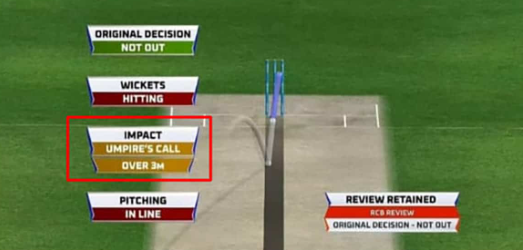 ORIGINAL DECISION
NOT OUT
WICKETS
HITTING
IMPACT
UMPIRE'S CALL
OVER 3M
PITCHING
IN LINE
REVIEW RETAINED
RCB REVIEW
ORIGINAL DECISION - NOT OUT